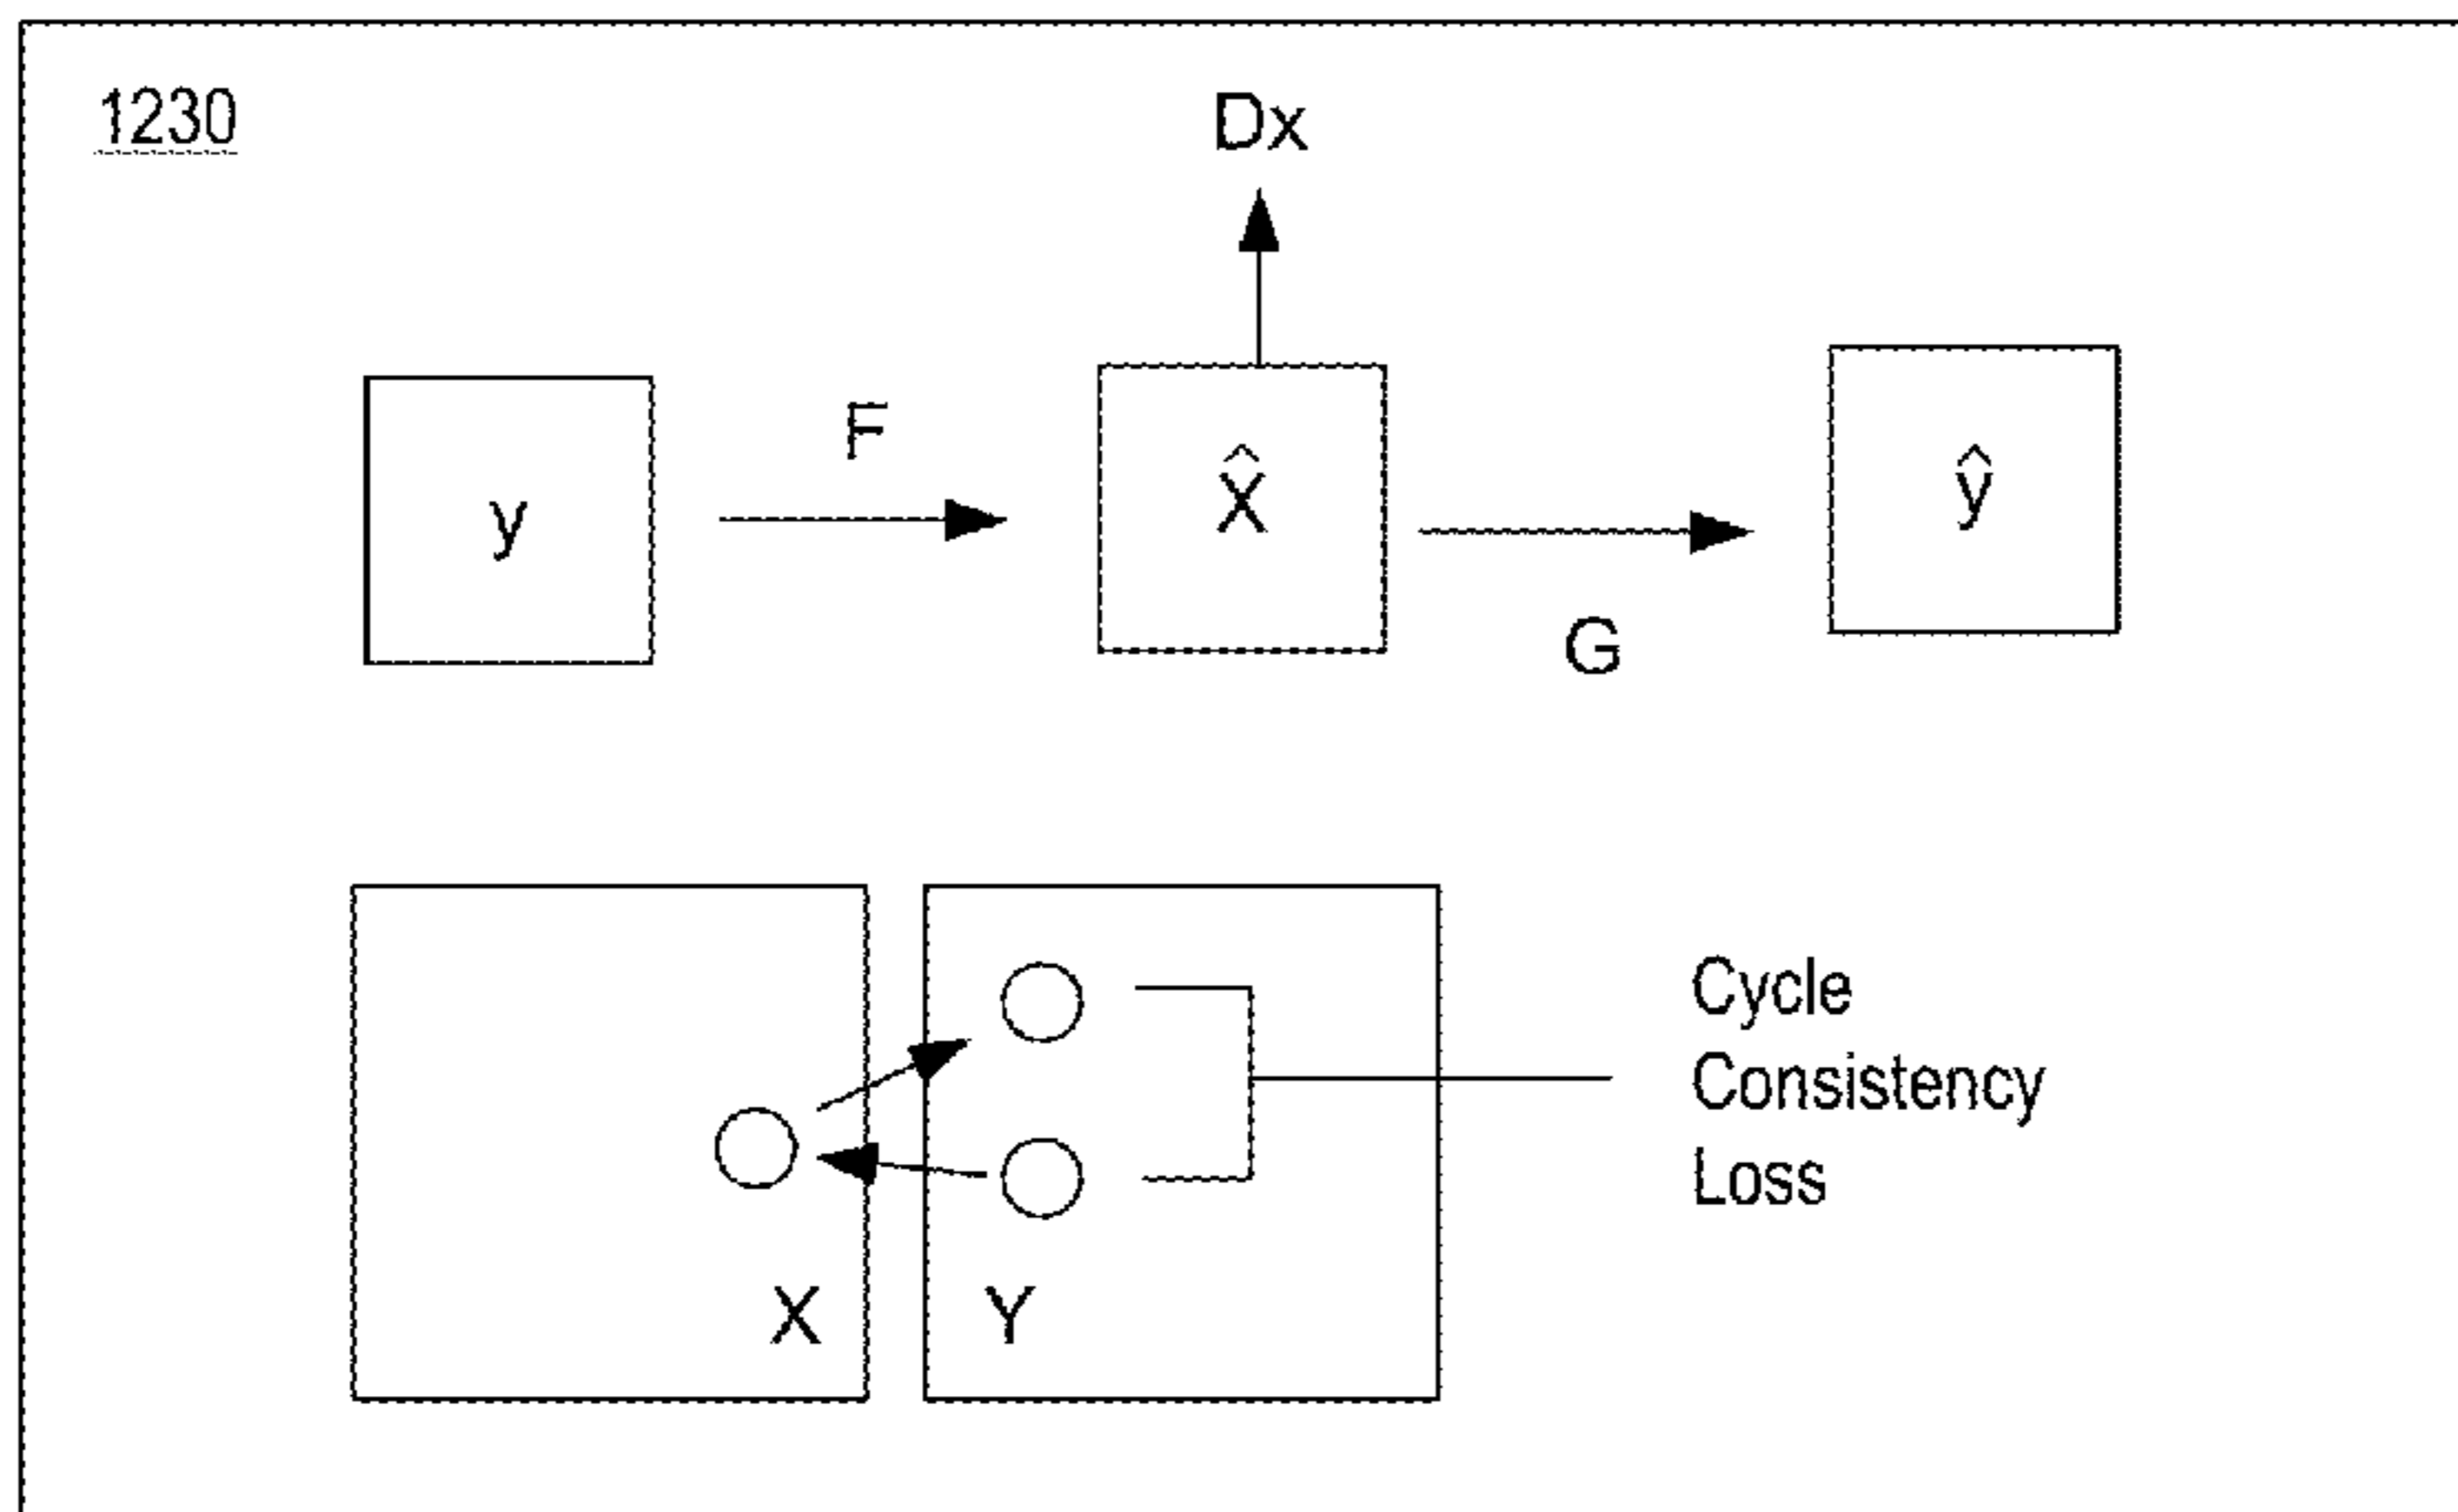 1230
Dx
F
y
X̂
ŷ
G
Cycle
Consistency
Loss
X Y